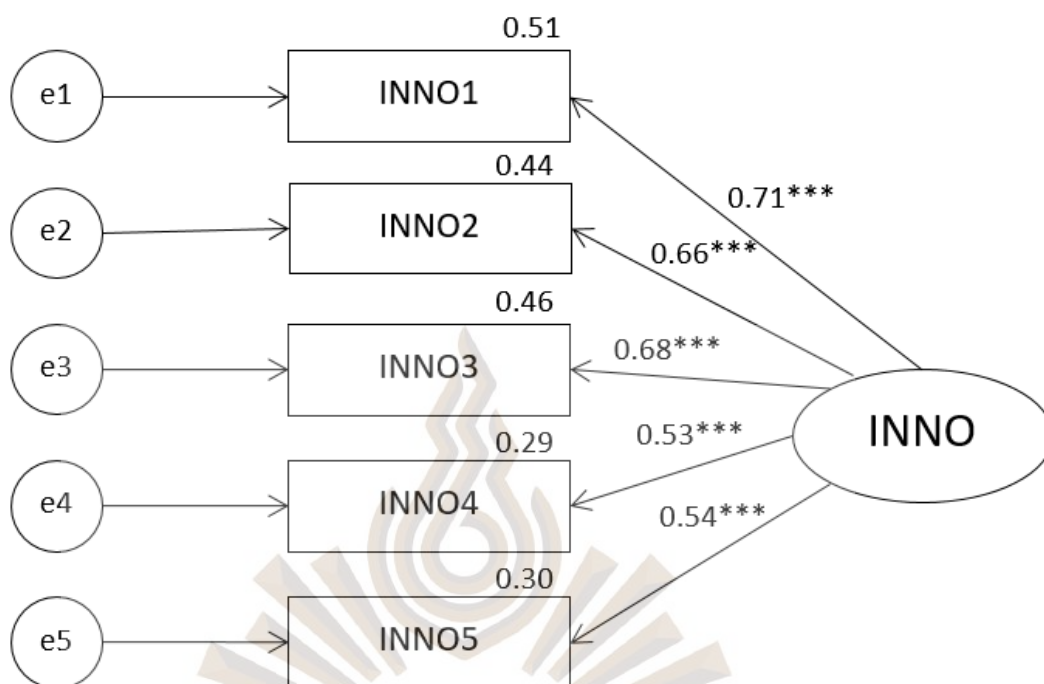 0.51
e1
INNO1
0.71***
0.44
e2
INNO2
0.66***
0.46
e3
INNO3
0.68***
INNO
0.29
e4
INNO4
0.53***
0.30
e5
INNO5
0.54***